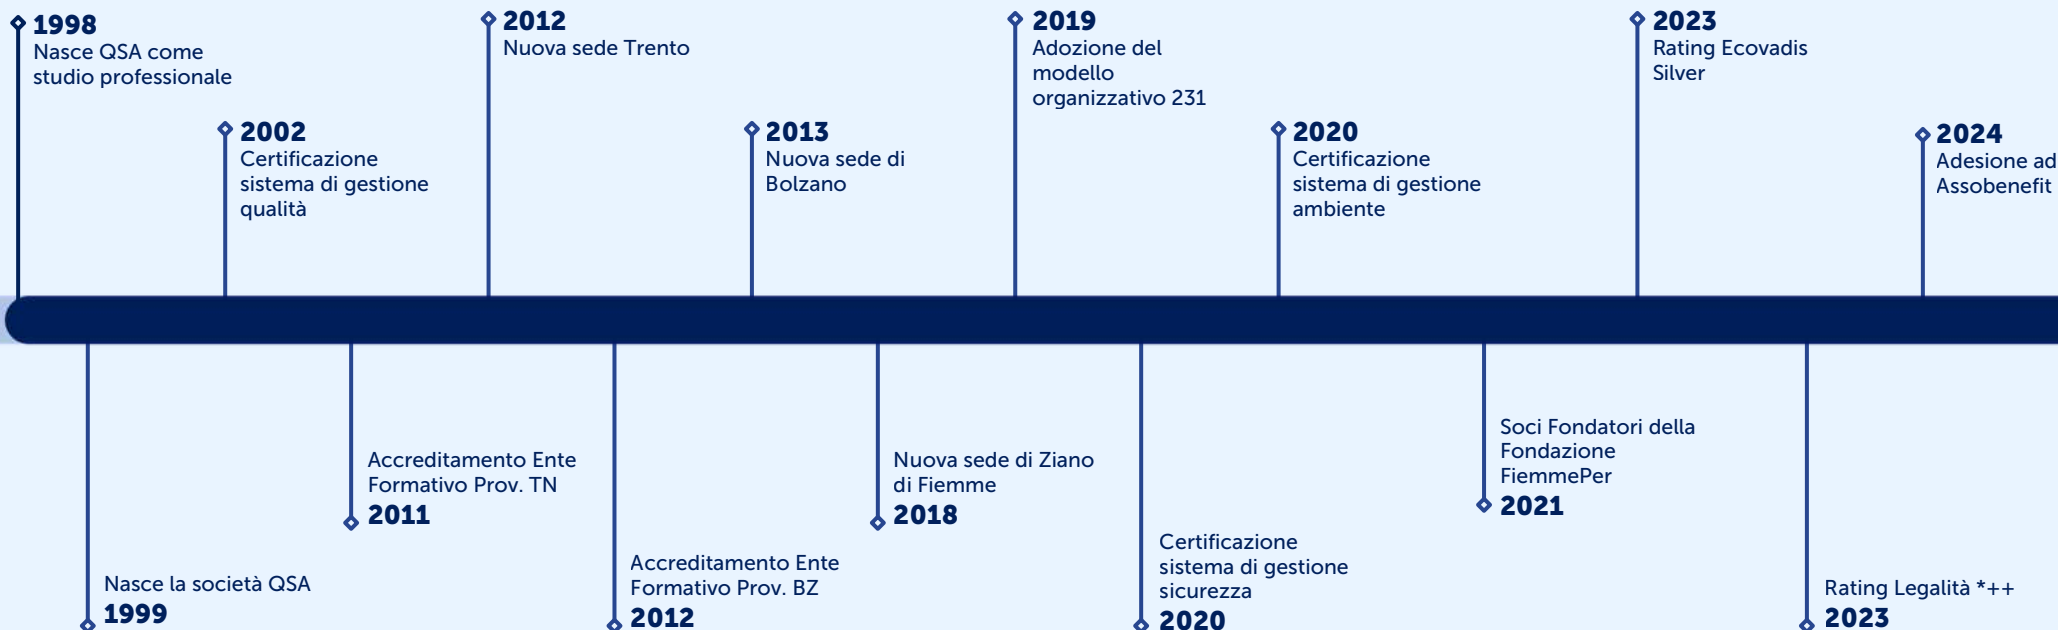 1998
Nasce QSA come
studio professionale
2012
Nuova sede Trento
2019
Adozione del
modello
organizzativo 231
2023
Rating Ecovadis
Silver
2002
Certificazione
sistema di gestione
qualità
2013
Nuova sede di
Bolzano
2020
Certificazione
sistema di gestione
ambiente
2024
Adesione ad
Assobenefit
Nasce la società QSA
1999
Accreditamento Ente
Formativo Prov. TN
2011
Accreditamento Ente
Formativo Prov. BZ
2012
Nuova sede di Ziano
di Fiemme
2018
Certificazione
sistema di gestione
sicurezza
2020
Soci Fondatori della
Fondazione
FiemmePer
2021
Rating Legalità *++
2023